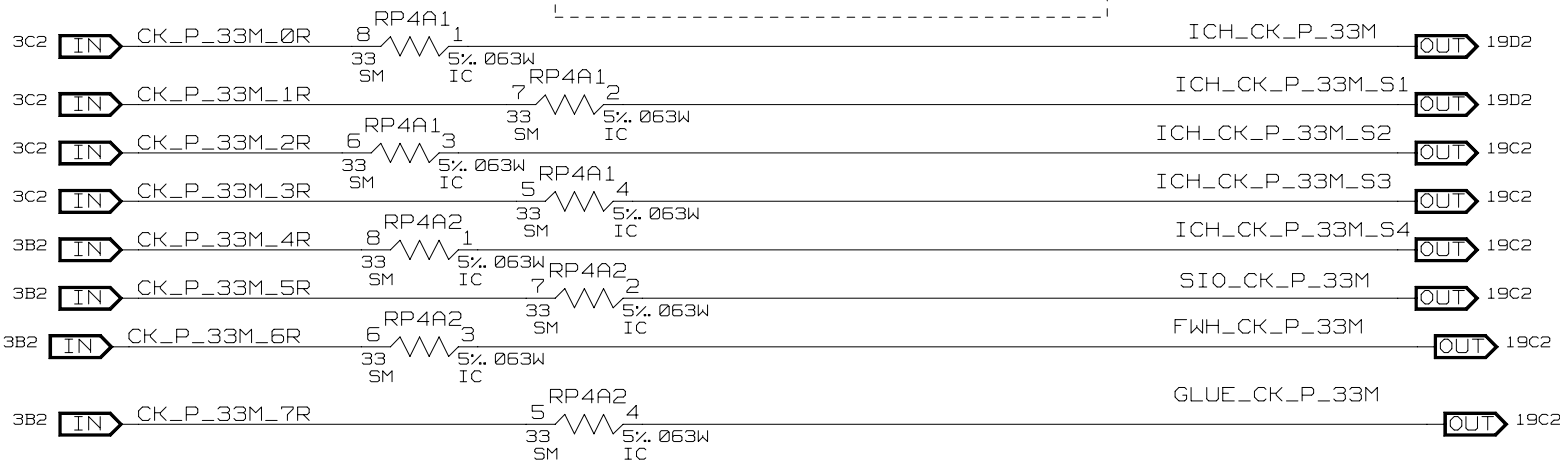 RP4A1
3C2 IN CK_P_33M_0R 8 1 ICH_CK_P_33M OUT 19D2
33 5%. .063W
SM IC
RP4A1
3C2 IN CK_P_33M_1R 7 2 ICH_CK_P_33M_S1 OUT 19D2
33 5%. .063W
SM IC
RP4A1
3C2 IN CK_P_33M_2R 6 3 ICH_CK_P_33M_S2 OUT 19C2
33 5%. .063W
SM IC
RP4A1
3C2 IN CK_P_33M_3R 5 4 ICH_CK_P_33M_S3 OUT 19C2
33 5%. .063W
SM IC
RP4A2
3B2 IN CK_P_33M_4R 8 1 ICH_CK_P_33M_S4 OUT 19C2
33 5%. .063W
SM IC
RP4A2
3B2 IN CK_P_33M_5R 7 2 SIO_CK_P_33M OUT 19C2
33 5%. .063W
SM IC
RP4A2
3B2 IN CK_P_33M_6R 6 3 FWH_CK_P_33M OUT 19C2
33 5%. .063W
SM IC
RP4A2
3B2 IN CK_P_33M_7R 5 4 GLUE_CK_P_33M OUT 19C2
33 5%. .063W
SM IC